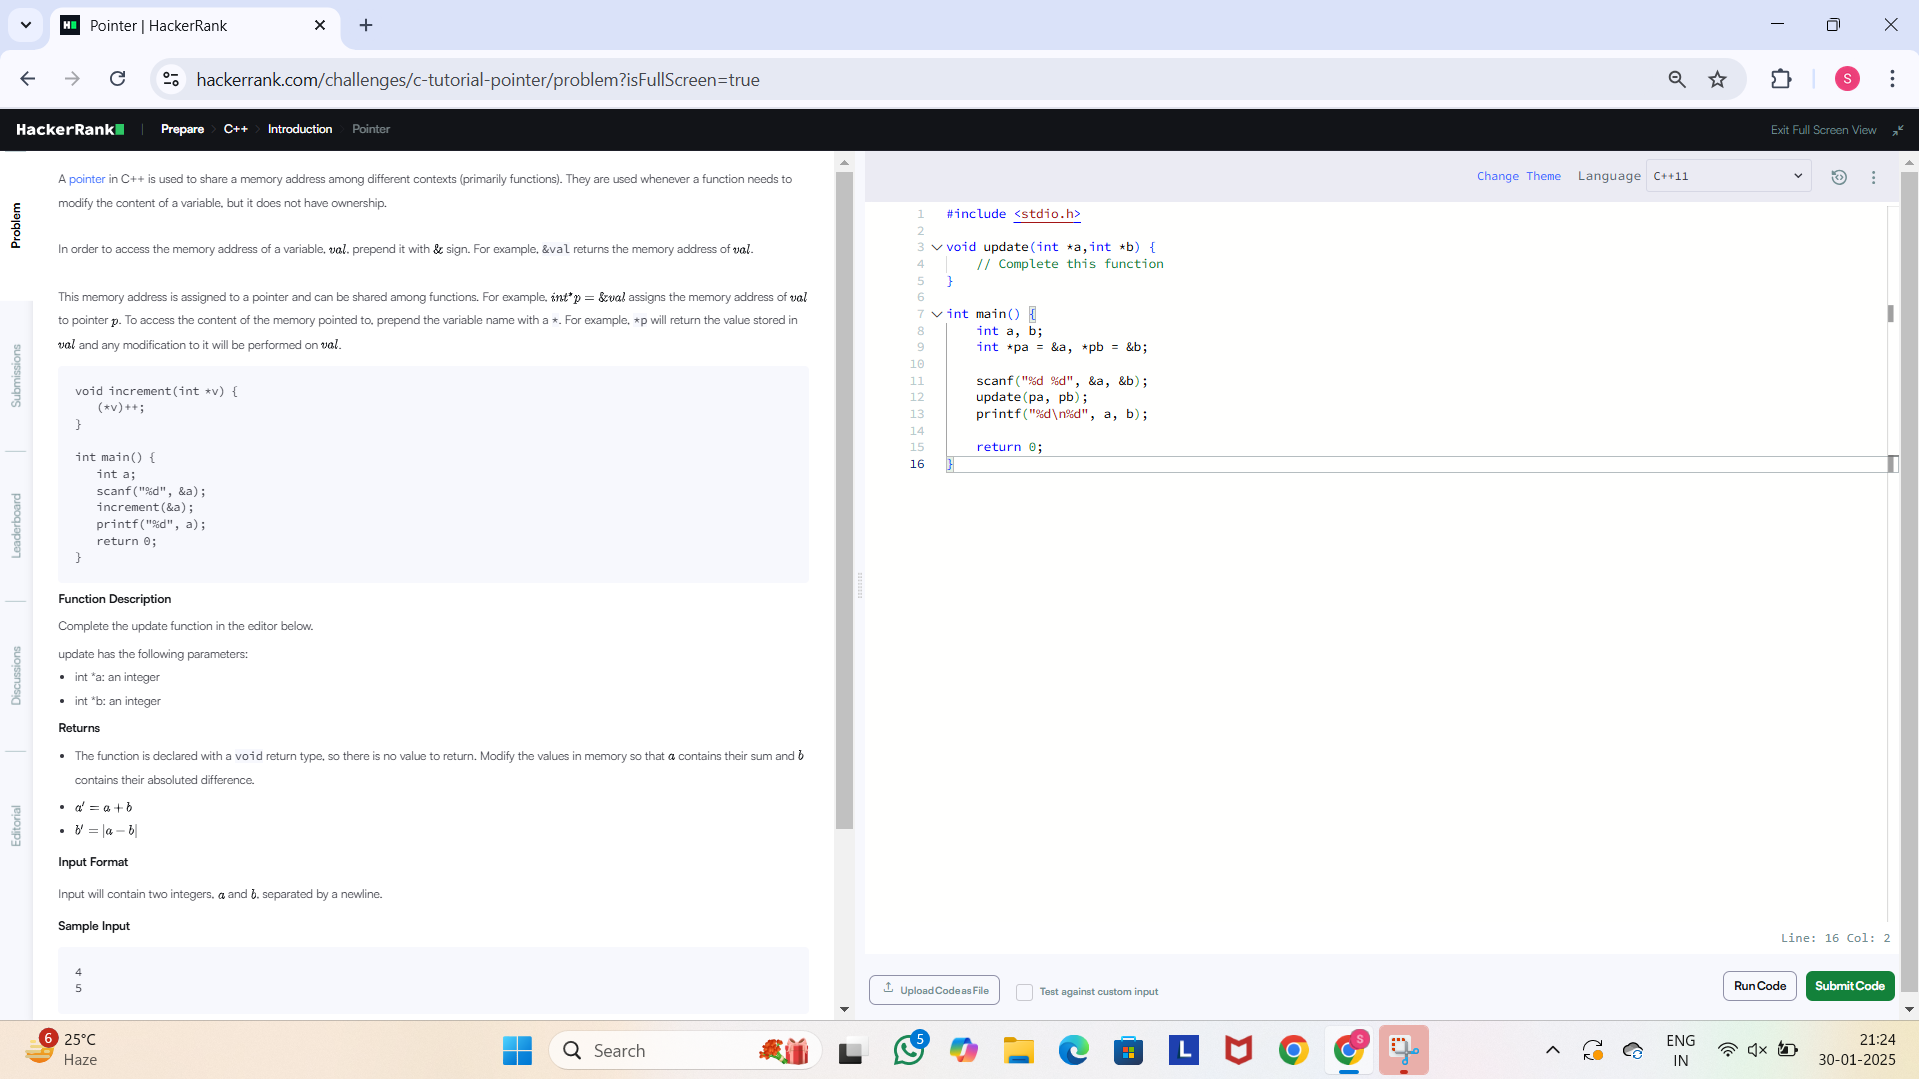 Pointer | HackerRank
hackerrank.com/challenges/c-tutorial-pointer/problem?isFullScreen=true
S
HackerRank
Prepare
C++
Introduction
Pointer
Exit Full Screen View
Problem
Submissions
Leaderboard
Discussions
Editorial
A pointer in C++ is used to share a memory address among different contexts (primarily functions). They are used whenever a function needs to
modify the content of a variable, but it does not have ownership.
In order to access the memory address of a variable, val, prepend it with & sign. For example, &val returns the memory address of val.
This memory address is assigned to a pointer and can be shared among functions. For example, int* p = &val assigns the memory address of val
to pointer p. To access the content of the memory pointed to, prepend the variable name with a *. For example, *p will return the value stored in
val and any modification to it will be performed on val.
void increment(int *v) {
(*v)++;
}
int main() {
int a;
scanf("%d", &a);
increment(&a);
printf("%d", a);
return 0;
}
Function Description
Complete the update function in the editor below.
update has the following parameters:
• int *a: an integer
• int *b: an integer
Returns
• The function is declared with a void return type, so there is no value to return. Modify the values in memory so that a contains their sum and b
contains their absoluted difference.
• a′ = a + b
• b′ = |a − b|
Input Format
Input will contain two integers, a and b, separated by a newline.
Sample Input
4
5
Change Theme
Language
C++11
1 #include <stdio.h>
2
3 void update(int *a,int *b) {
4 // Complete this function
5 }
6
7 int main() {
8 int a, b;
9 int *pa = &a, *pb = &b;
10
11 scanf("%d %d", &a, &b);
12 update(pa, pb);
13 printf("%d\n%d", a, b);
14
15 return 0;
16 }
Line: 16 Col: 2
Upload Code as File
Test against custom input
Run Code
Submit Code
6
25°C
Haze
Search
5
L
S
ENG
IN
21:24
30-01-2025